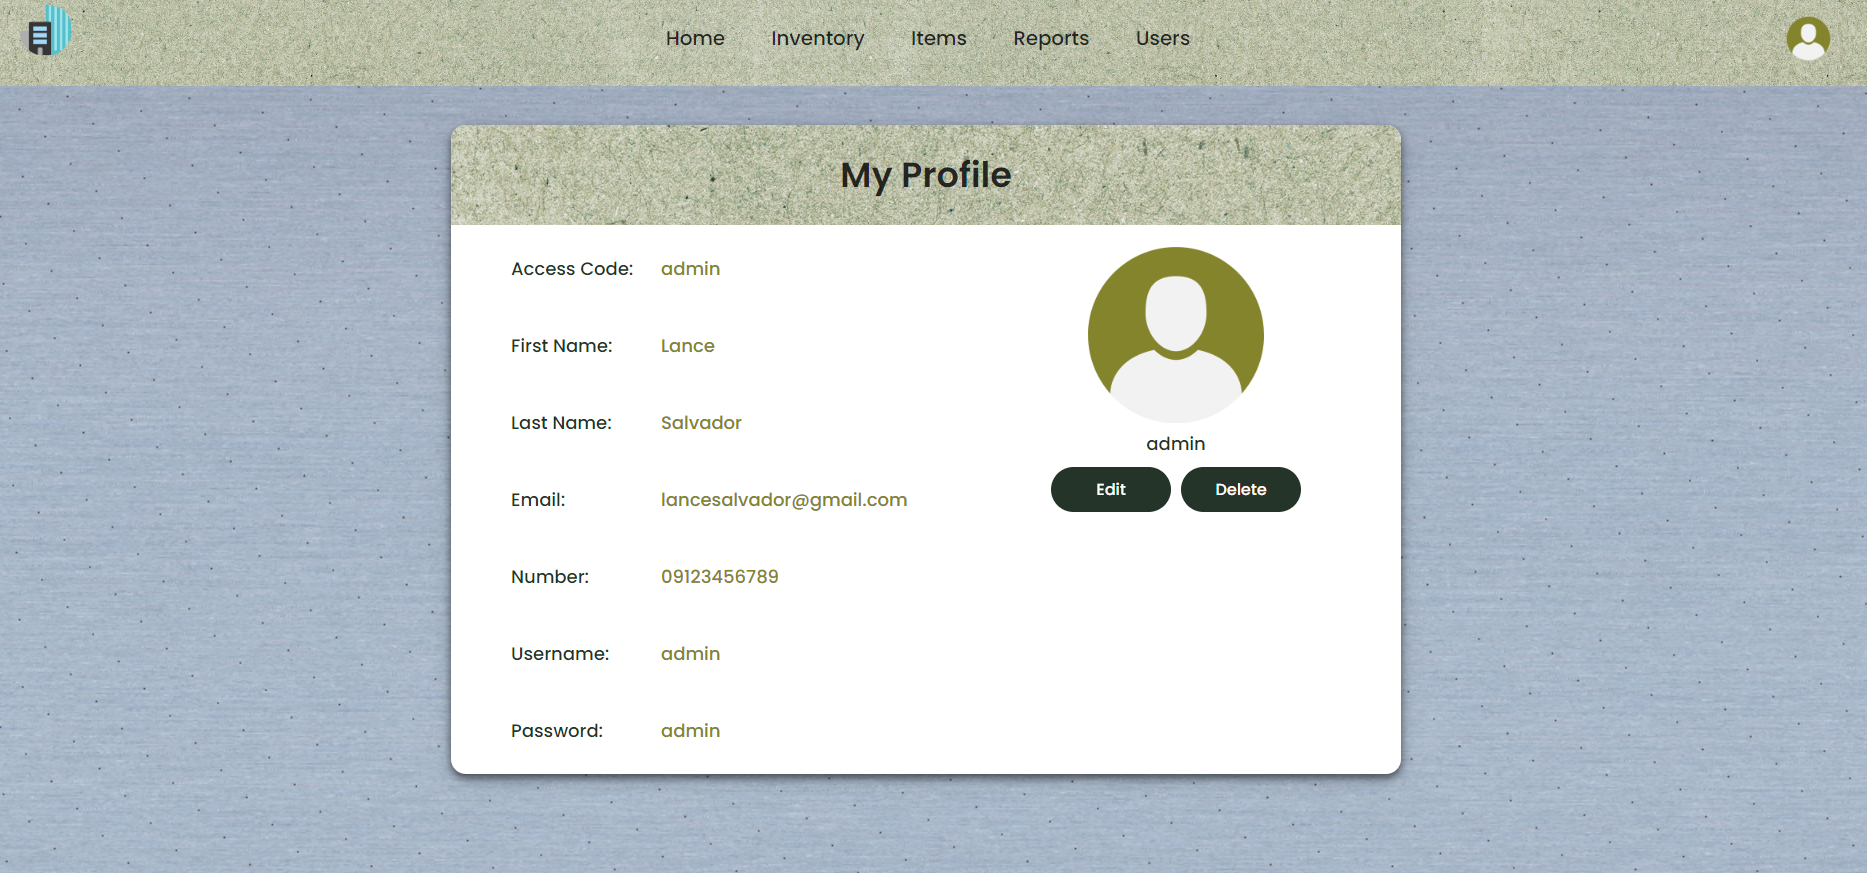 Home Inventory Items Reports Users
My Profile
Access Code: admin
First Name: Lance
Last Name: Salvador
Email: lancesalvador@gmail.com
Number: 09123456789
Username: admin
Password: admin
admin
Edit Delete